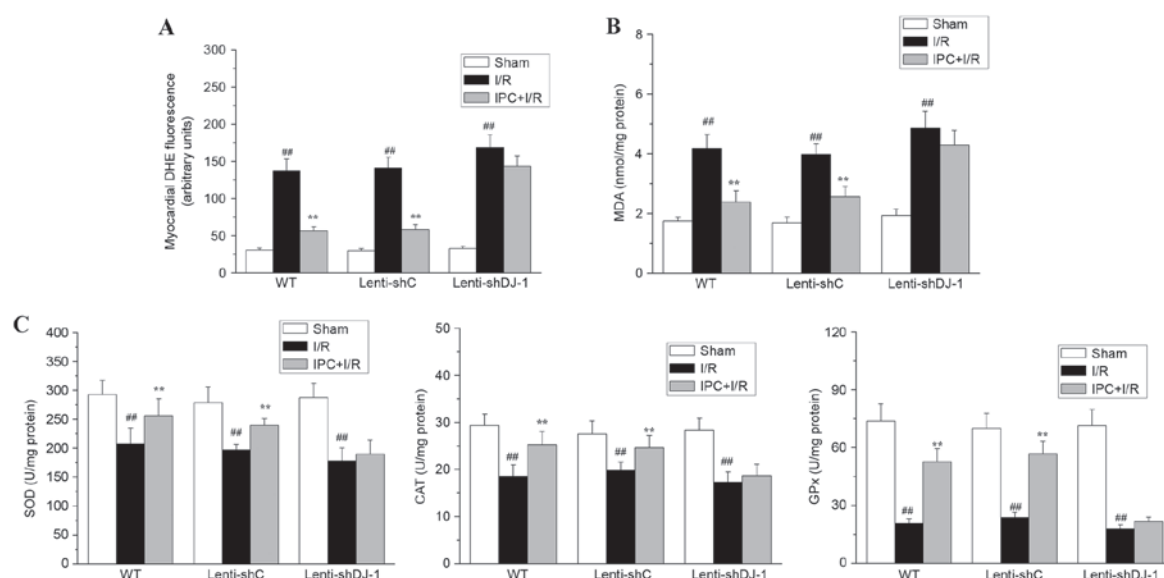 A
Myocardial DHE fluorescence
(arbitrary units)
300
250
200
150
100
50
0
Sham
I/R
IPC+I/R
##
**
##
**
##
WT
Lenti-shC
Lenti-shDJ-1
B
MDA (nmol/mg protein)
8
6
4
2
0
Sham
I/R
IPC+I/R
##
**
##
**
##
WT
Lenti-shC
Lenti-shDJ-1
C
SOD (U/mg protein)
400
350
300
250
200
150
100
50
0
Sham
I/R
IPC+I/R
##
**
##
**
##
WT
Lenti-shC
Lenti-shDJ-1
CAT (U/mg protein)
50
40
30
20
10
0
Sham
I/R
IPC+I/R
##
**
##
**
##
WT
Lenti-shC
Lenti-shDJ-1
GPx (U/mg protein)
120
90
60
30
0
Sham
I/R
IPC+I/R
##
**
##
**
##
WT
Lenti-shC
Lenti-shDJ-1